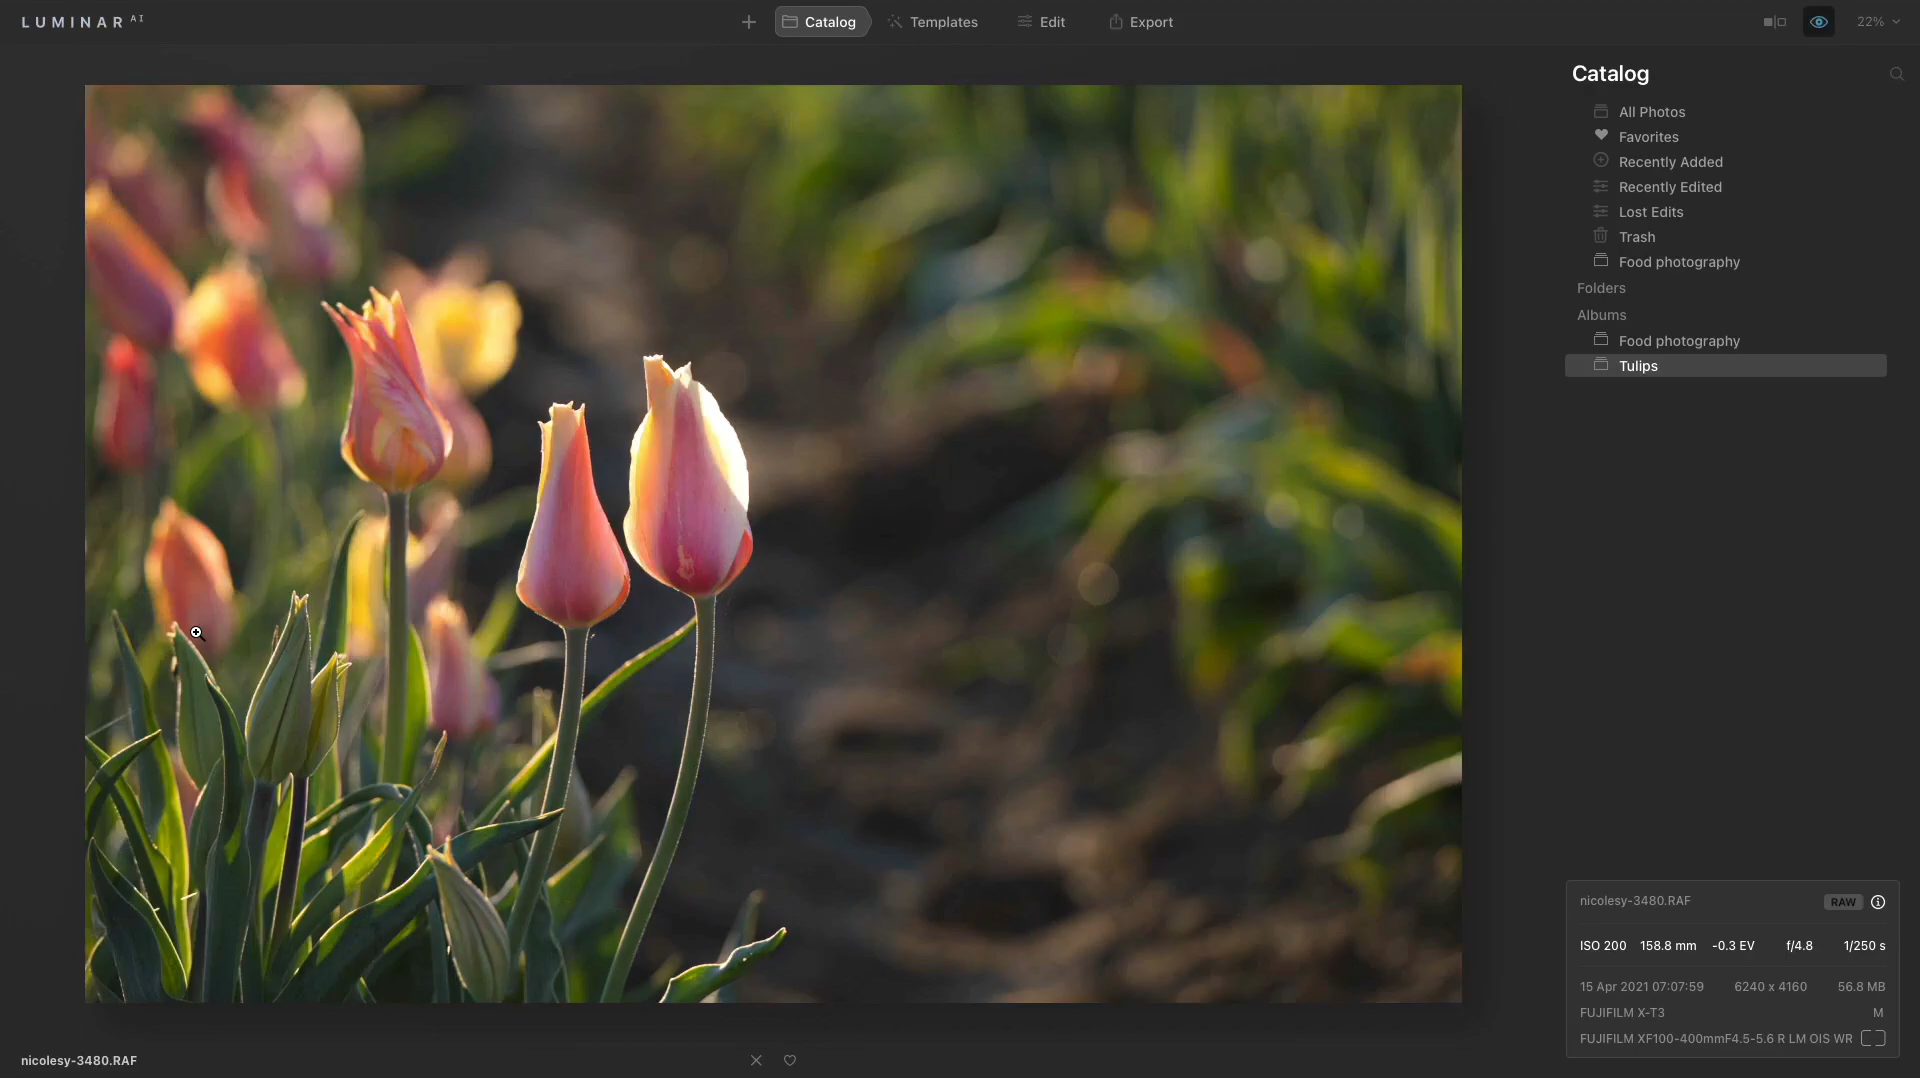 LUMINAR AI
Catalog
Templates
Edit
Export
22%
Catalog
All Photos
Favorites
Recently Added
Recently Edited
Lost Edits
Trash
Food photography
Folders
Albums
Food photography
Tulips
nicolesy-3480.RAF RAW
ISO 200 158.8 mm -0.3 EV f/4.8 1/250 s
15 Apr 2021 07:07:59 6240 x 4160 56.8 MB
FUJIFILM X-T3 M
FUJIFILM XF100-400mmF4.5-5.6 R LM OIS WR
nicolesy-3480.RAF